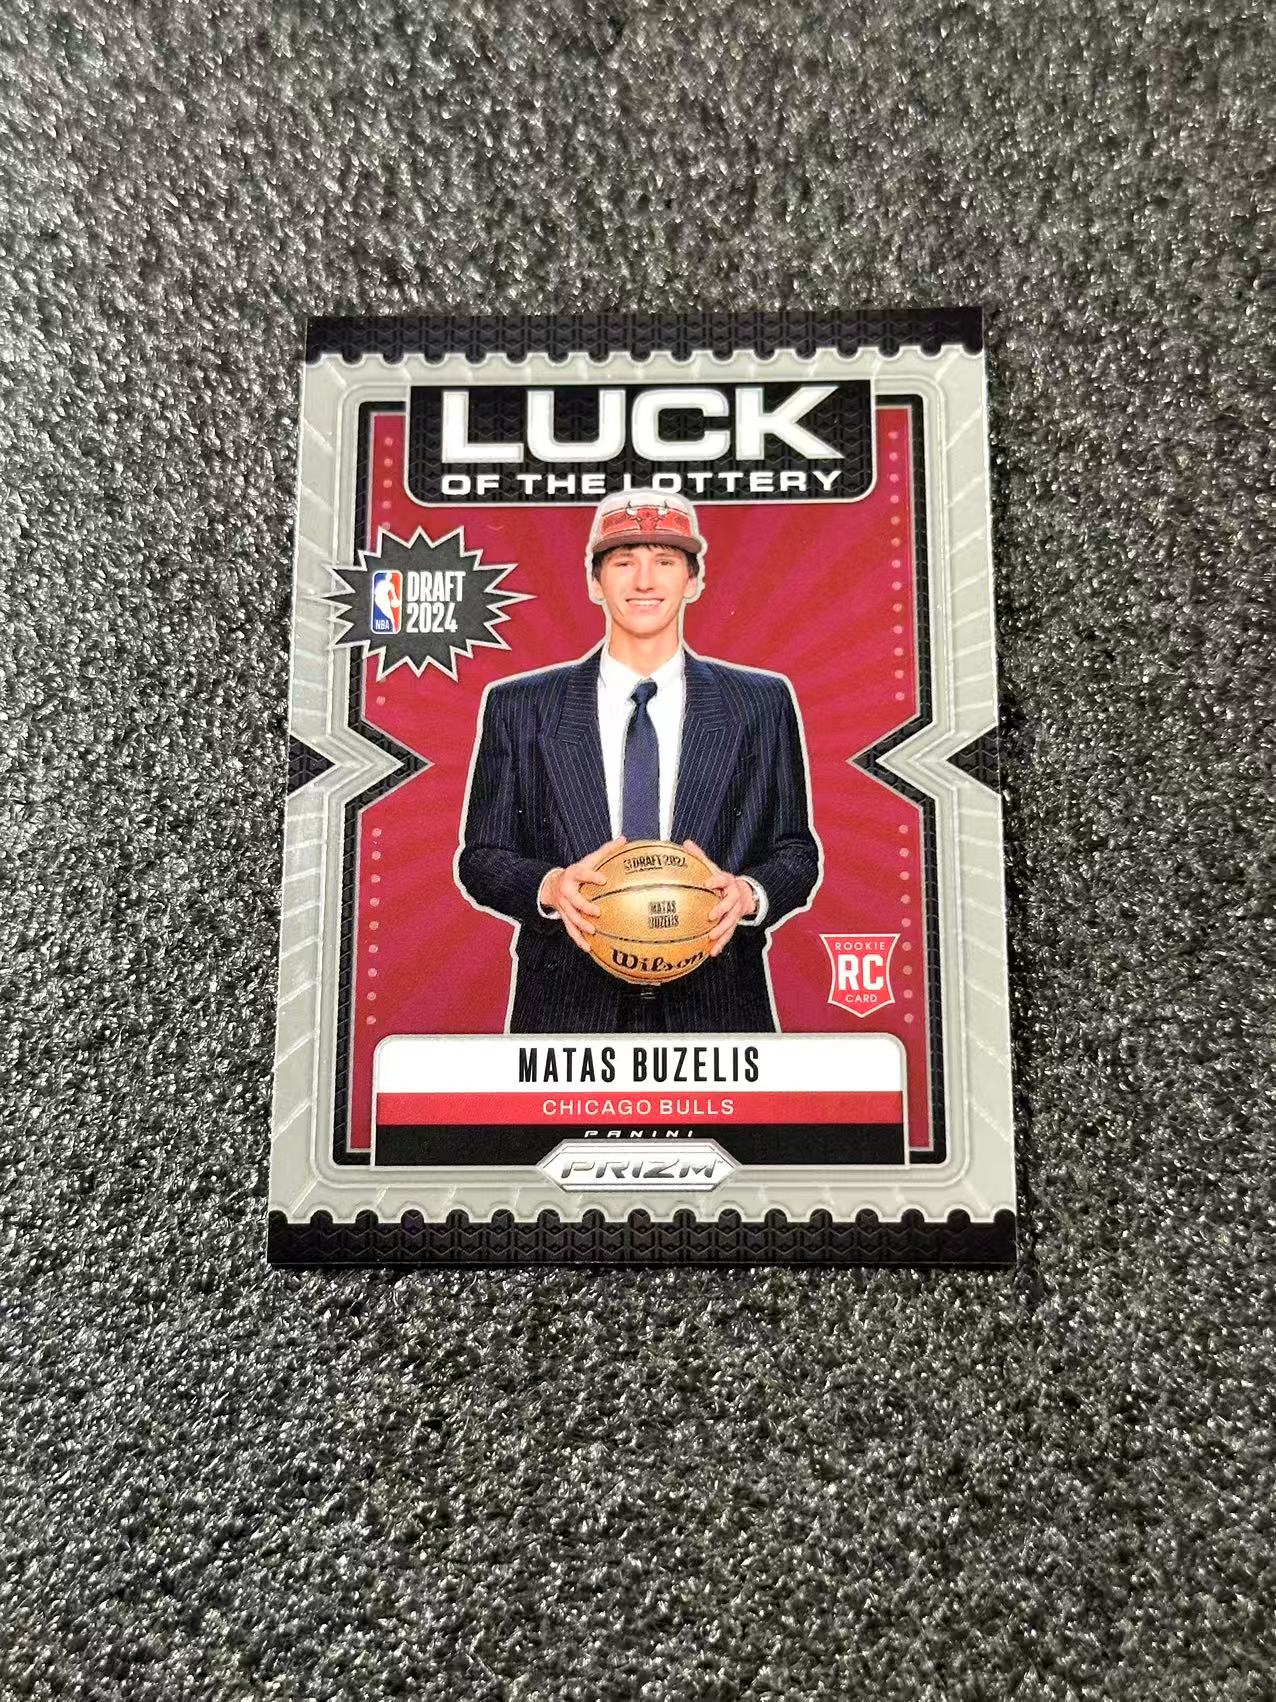 LUCK
OF THE LOTTERY
DRAFT
2024
NBA
DRAFT 2024
MATAS
BUZELIS
Wilson
ROOKIE
RC
CARD
MATAS BUZELIS
CHICAGO BULLS
PANINI
PRIZM